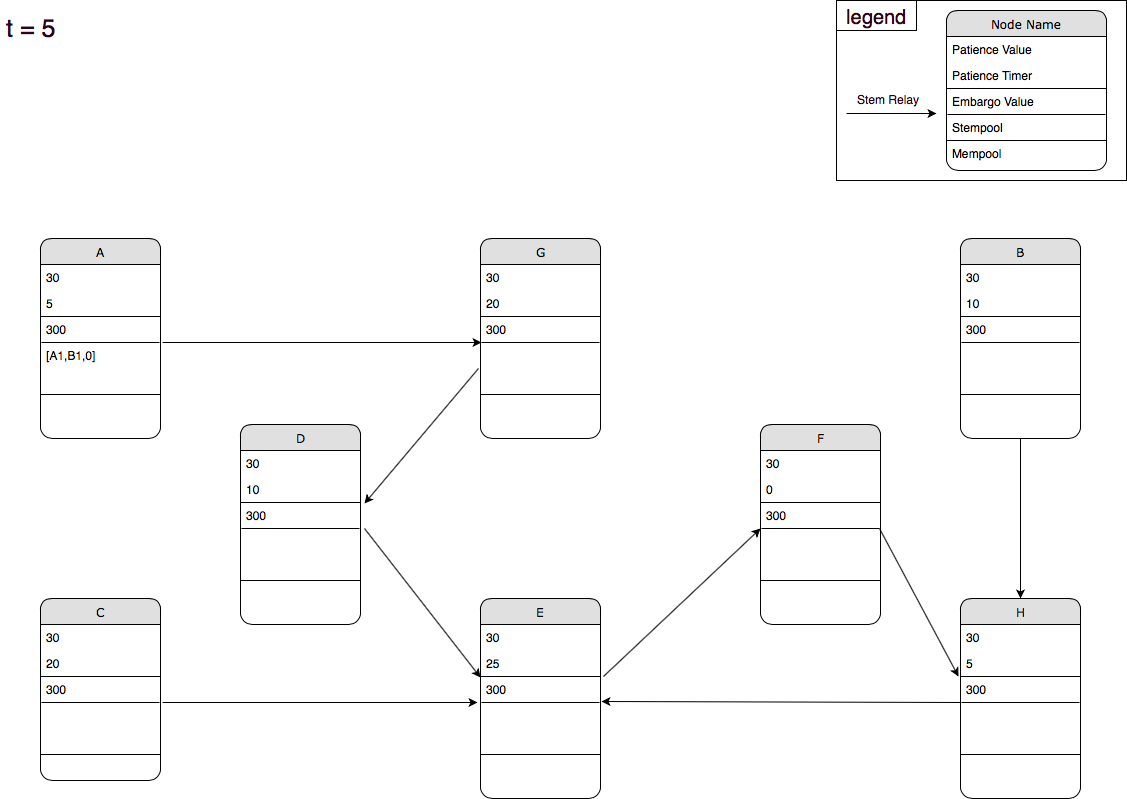 t = 5
legend
Stem Relay
Node Name
Patience Value
Patience Timer
Embargo Value
Stempool
Mempool
A
30
5
300
[A1,B1,0]
G
30
20
300
B
30
10
300
D
30
10
300
F
30
0
300
C
30
20
300
E
30
25
300
H
30
5
300